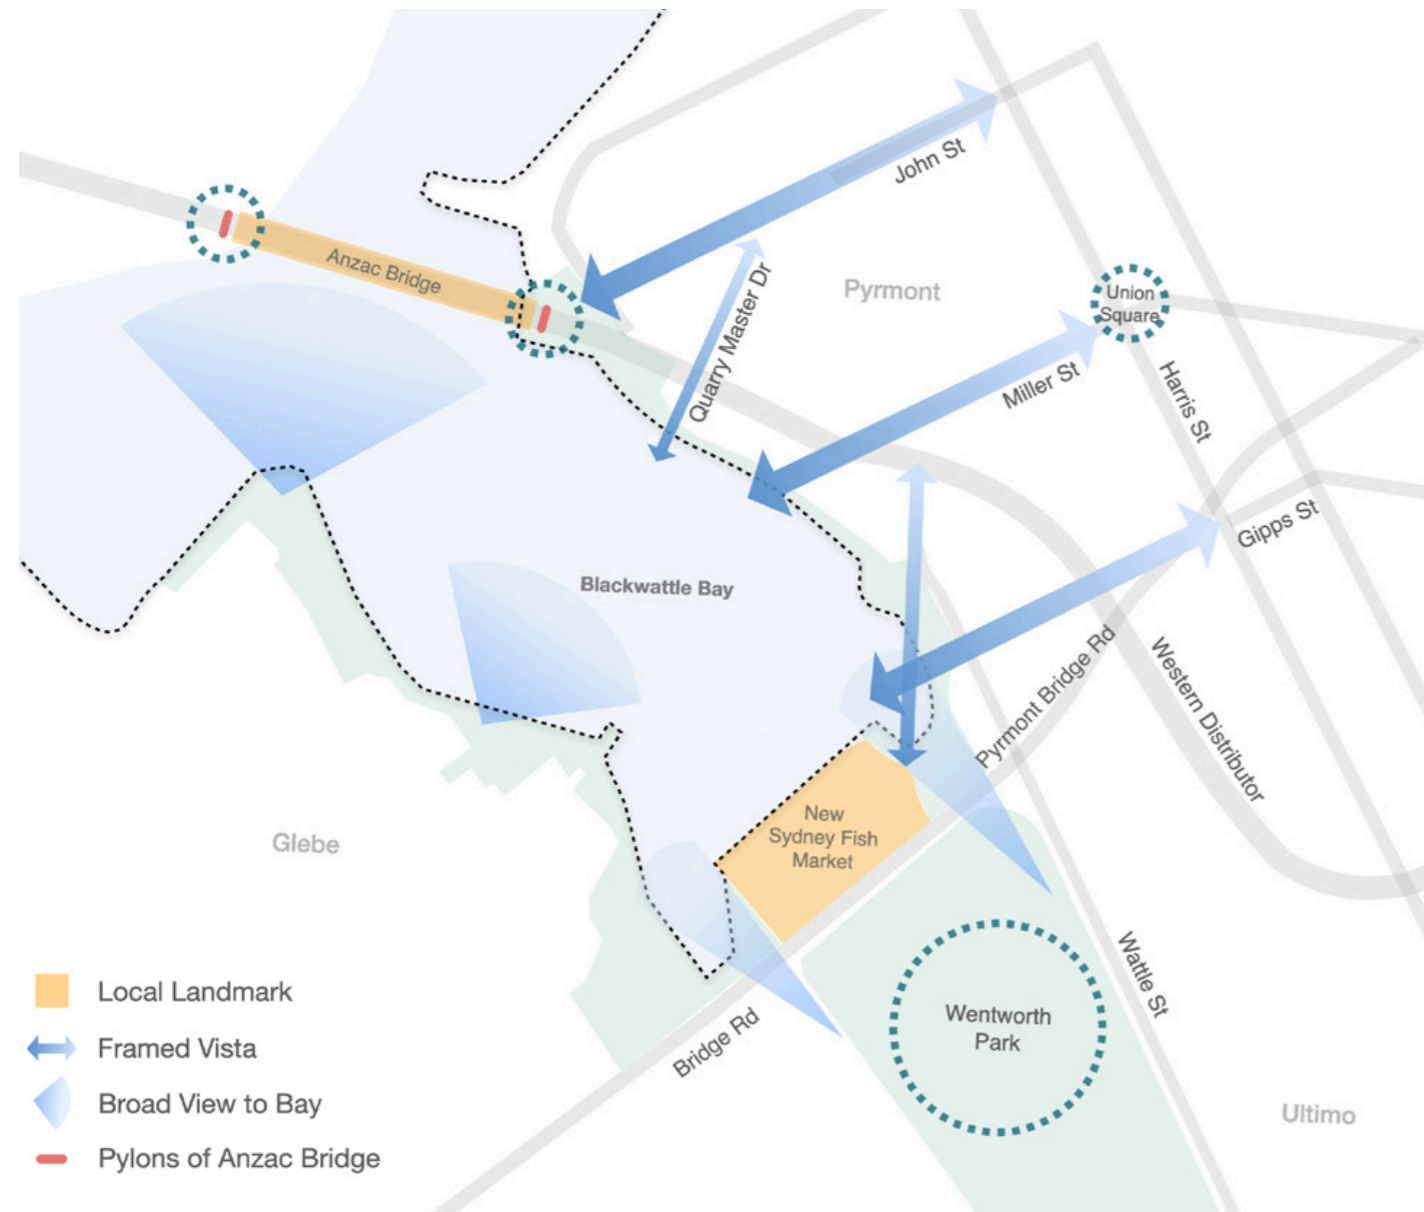 John St
Anzac Bridge
Quarry Master Dr
Pyrmont
Union
Square
Miller St
Harris St
Gipps St
Blackwattle Bay
Pyrmont Bridge Rd
Western Distributor
New
Sydney Fish
Market
Glebe
Wattle St
Wentworth
Park
Bridge Rd
Ultimo
Local Landmark
Framed Vista
Broad View to Bay
Pylons of Anzac Bridge